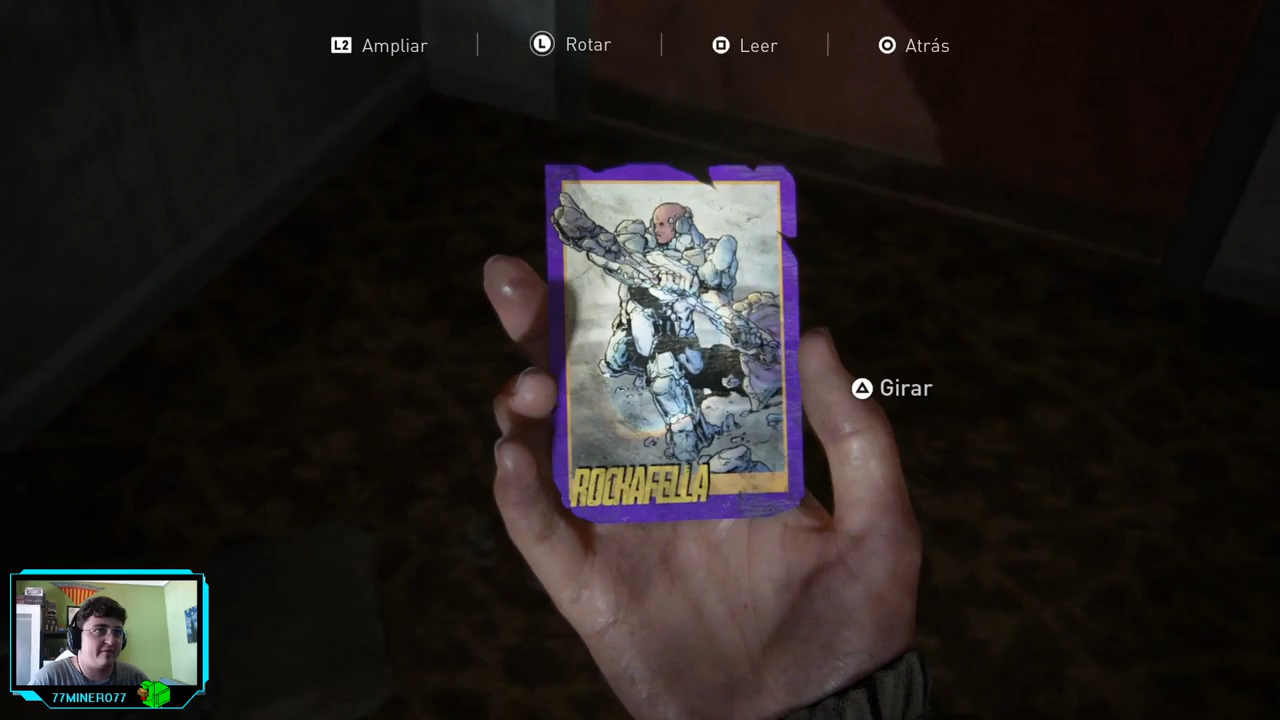 L2 Ampliar
L Rotar
Leer
Atrás
Girar
ROCKAFELLA
77MINERO77